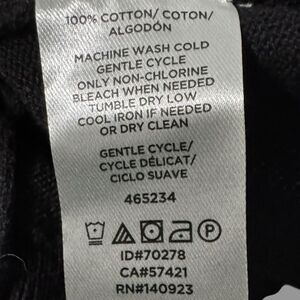 100% COTTON/ COTON/
ALGODÓN
MACHINE WASH COLD
GENTLE CYCLE
ONLY NON-CHLORINE
BLEACH WHEN NEEDED
TUMBLE DRY LOW
COOL IRON IF NEEDED
OR DRY CLEAN
GENTLE CYCLE/
CYCLE DÉLICAT/
CICLO SUAVE
465234
P
ID#70278
CA#57421
RN#140923